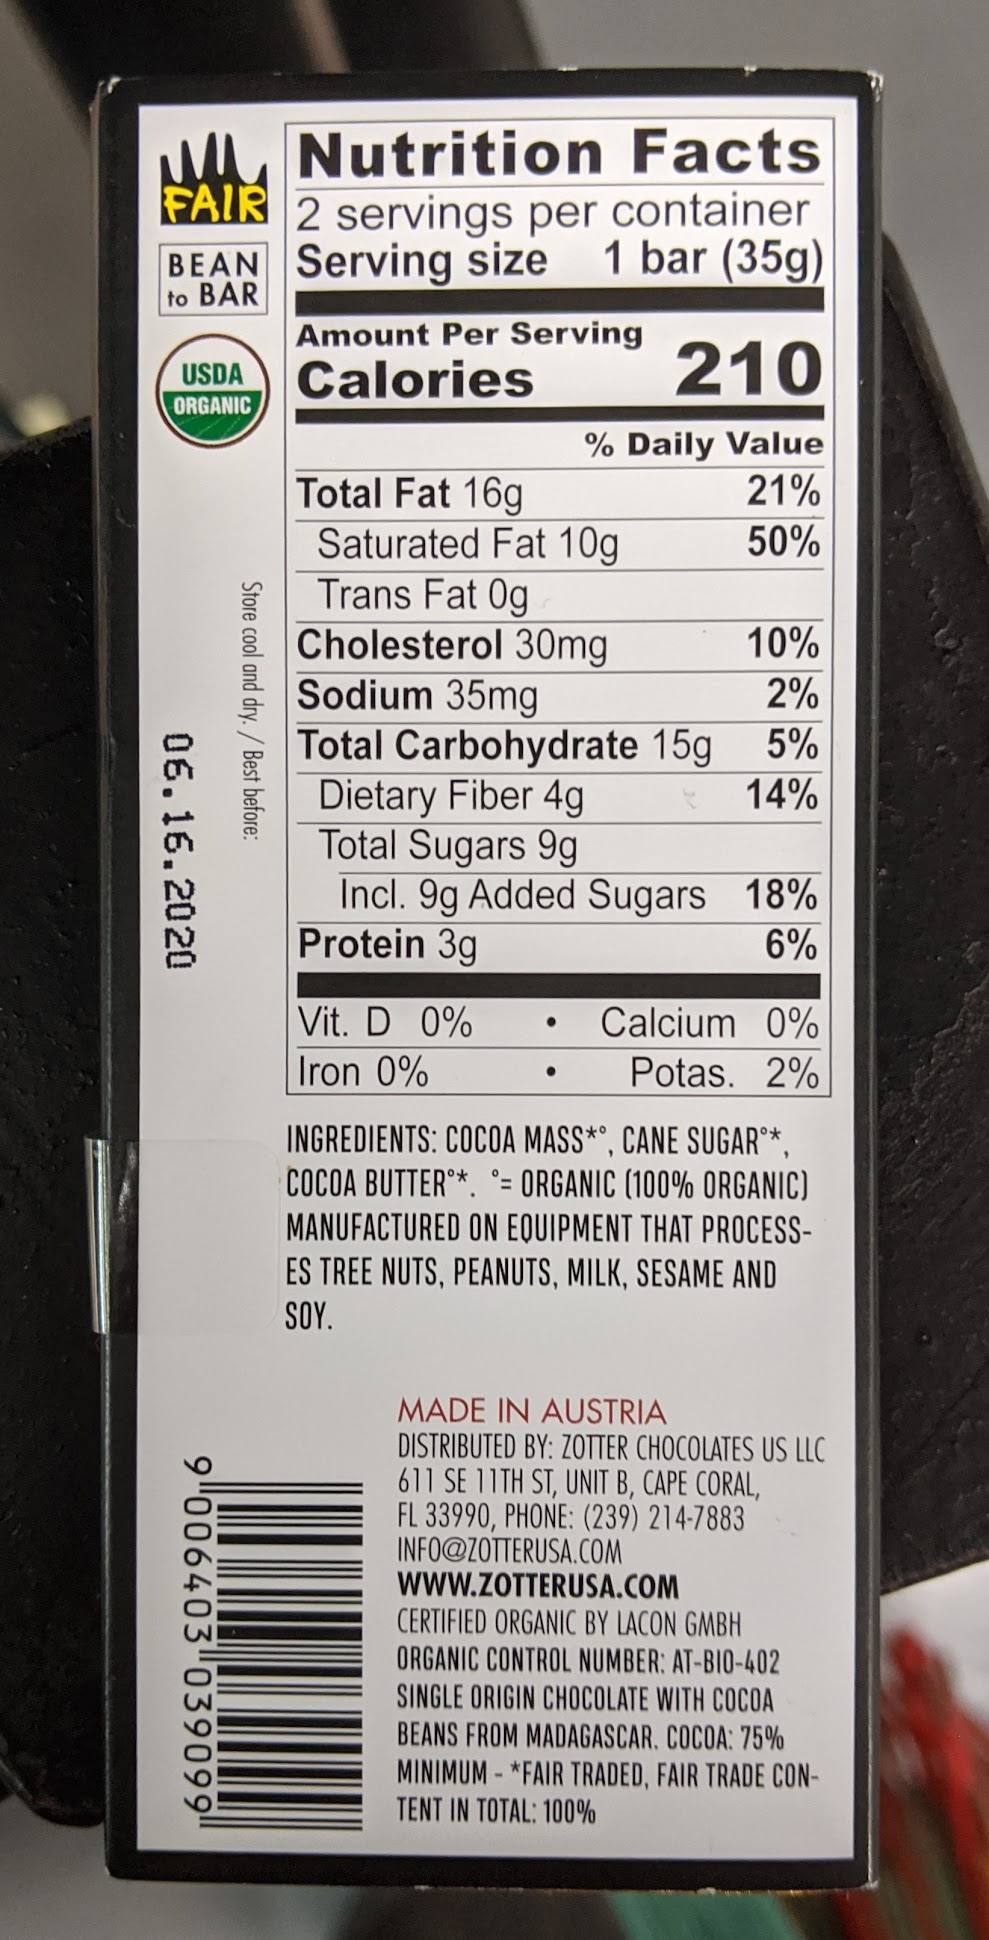 FAIR
BEAN
to BAR
USDA
ORGANIC
Store cool and dry. / Best before:
06.16.2020
Nutrition Facts
2 servings per container
Serving size 1 bar (35g)
Amount Per Serving
Calories 210
% Daily Value
Total Fat 16g 21%
Saturated Fat 10g 50%
Trans Fat 0g
Cholesterol 30mg 10%
Sodium 35mg 2%
Total Carbohydrate 15g 5%
Dietary Fiber 4g 14%
Total Sugars 9g
Incl. 9g Added Sugars 18%
Protein 3g 6%
Vit. D 0% • Calcium 0%
Iron 0% • Potas. 2%
INGREDIENTS: COCOA MASS*°, CANE SUGAR°*,
COCOA BUTTER°*. °= ORGANIC (100% ORGANIC)
MANUFACTURED ON EQUIPMENT THAT PROCESS-
ES TREE NUTS, PEANUTS, MILK, SESAME AND
SOY.
MADE IN AUSTRIA
DISTRIBUTED BY: ZOTTER CHOCOLATES US LLC
611 SE 11TH ST, UNIT B, CAPE CORAL,
FL 33990, PHONE: (239) 214-7883
INFO@ZOTTERUSA.COM
WWW.ZOTTERUSA.COM
CERTIFIED ORGANIC BY LACON GMBH
ORGANIC CONTROL NUMBER: AT-BIO-402
SINGLE ORIGIN CHOCOLATE WITH COCOA
BEANS FROM MADAGASCAR. COCOA: 75%
MINIMUM - *FAIR TRADED, FAIR TRADE CON-
TENT IN TOTAL: 100%
9 006403 039099